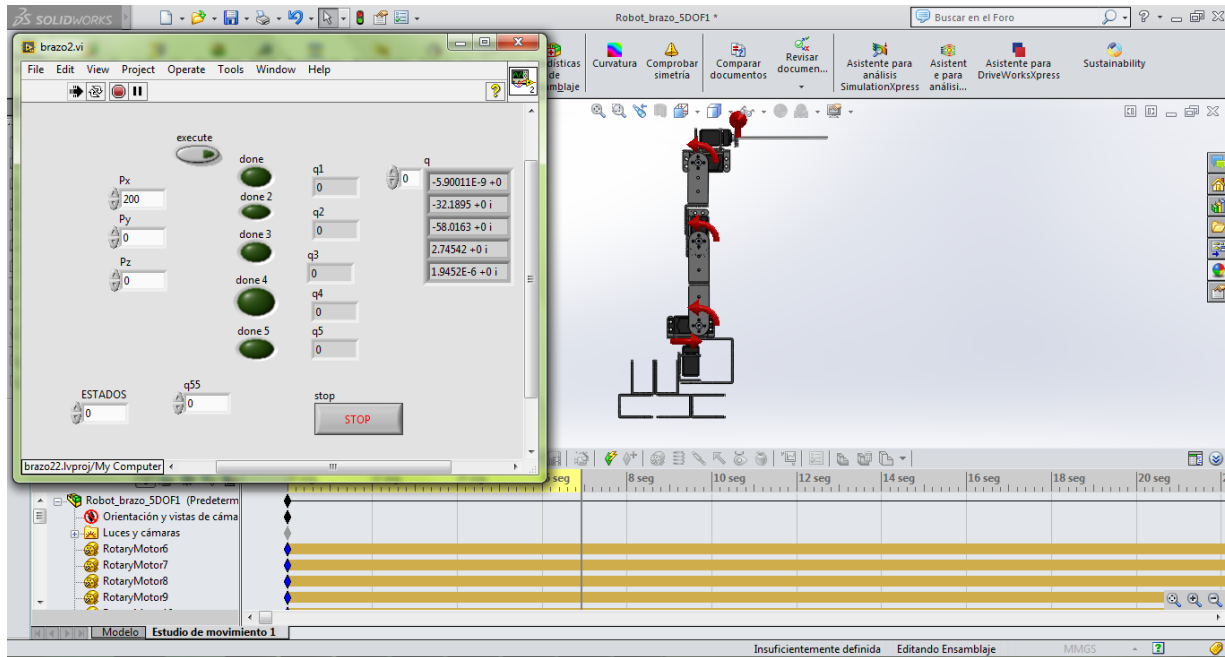 SOLIDWORKS
Robot_brazo_5DOF1 *
Buscar en el Foro
brazo2.vi
File Edit View Project Operate Tools Window Help
2
Curvatura
Comprobar simetría
Comparar documentos
Revisar documen...
Asistente para análisis SimulationXpress
Asistent e para análisi...
Asistente para DriveWorksXpress
Sustainability
de
execute
done
done 2
done 3
done 4
done 5
Px
200
Py
0
Pz
0
q1
0
q2
0
q3
0
q4
0
q5
0
q
0
-5.90011E-9 +0
-32.1895 +0 i
-58.0163 +0 i
2.74542 +0 i
1.9452E-6 +0 i
ESTADOS
0
q55
0
stop
STOP
brazo22.lvproj/My Computer
seg 8 seg 10 seg 12 seg 14 seg 16 seg 18 seg 20 seg
Robot_brazo_5DOF1 (Predeterm
Orientación y vistas de cáma
Luces y cámaras
RotaryMotor6
RotaryMotor7
RotaryMotor8
RotaryMotor9
Modelo Estudio de movimiento 1
Insuficientemente definida Editando Ensamblaje MMGS